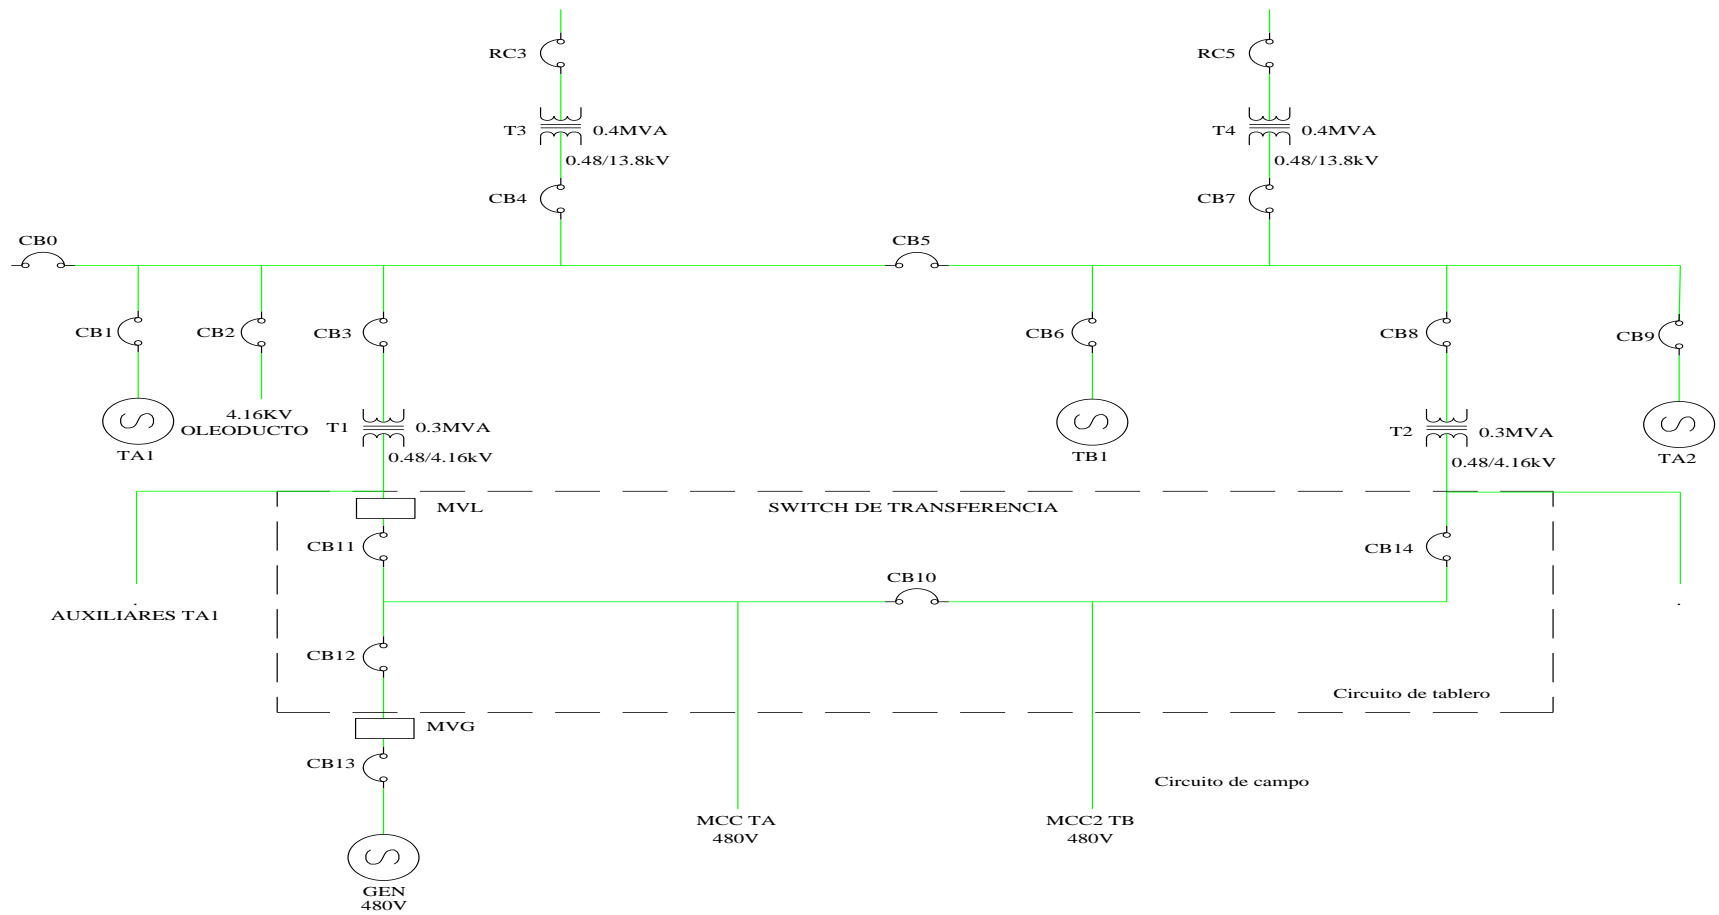 RC3
RC5
T3
0.4MVA
T4
0.4MVA
0.48/13.8kV
0.48/13.8kV
CB4
CB7
CB0
CB5
CB1
CB2
CB3
CB6
CB8
CB9
4.16KV
OLEODUCTO
T1
0.3MVA
T2
0.3MVA
TA1
TB1
TA2
0.48/4.16kV
0.48/4.16kV
MVL
SWITCH DE TRANSFERENCIA
CB11
CB14
CB10
AUXILIARES TA1
CB12
Circuito de tablero
MVG
CB13
Circuito de campo
MCC TA
480V
MCC2 TB
480V
GEN
480V